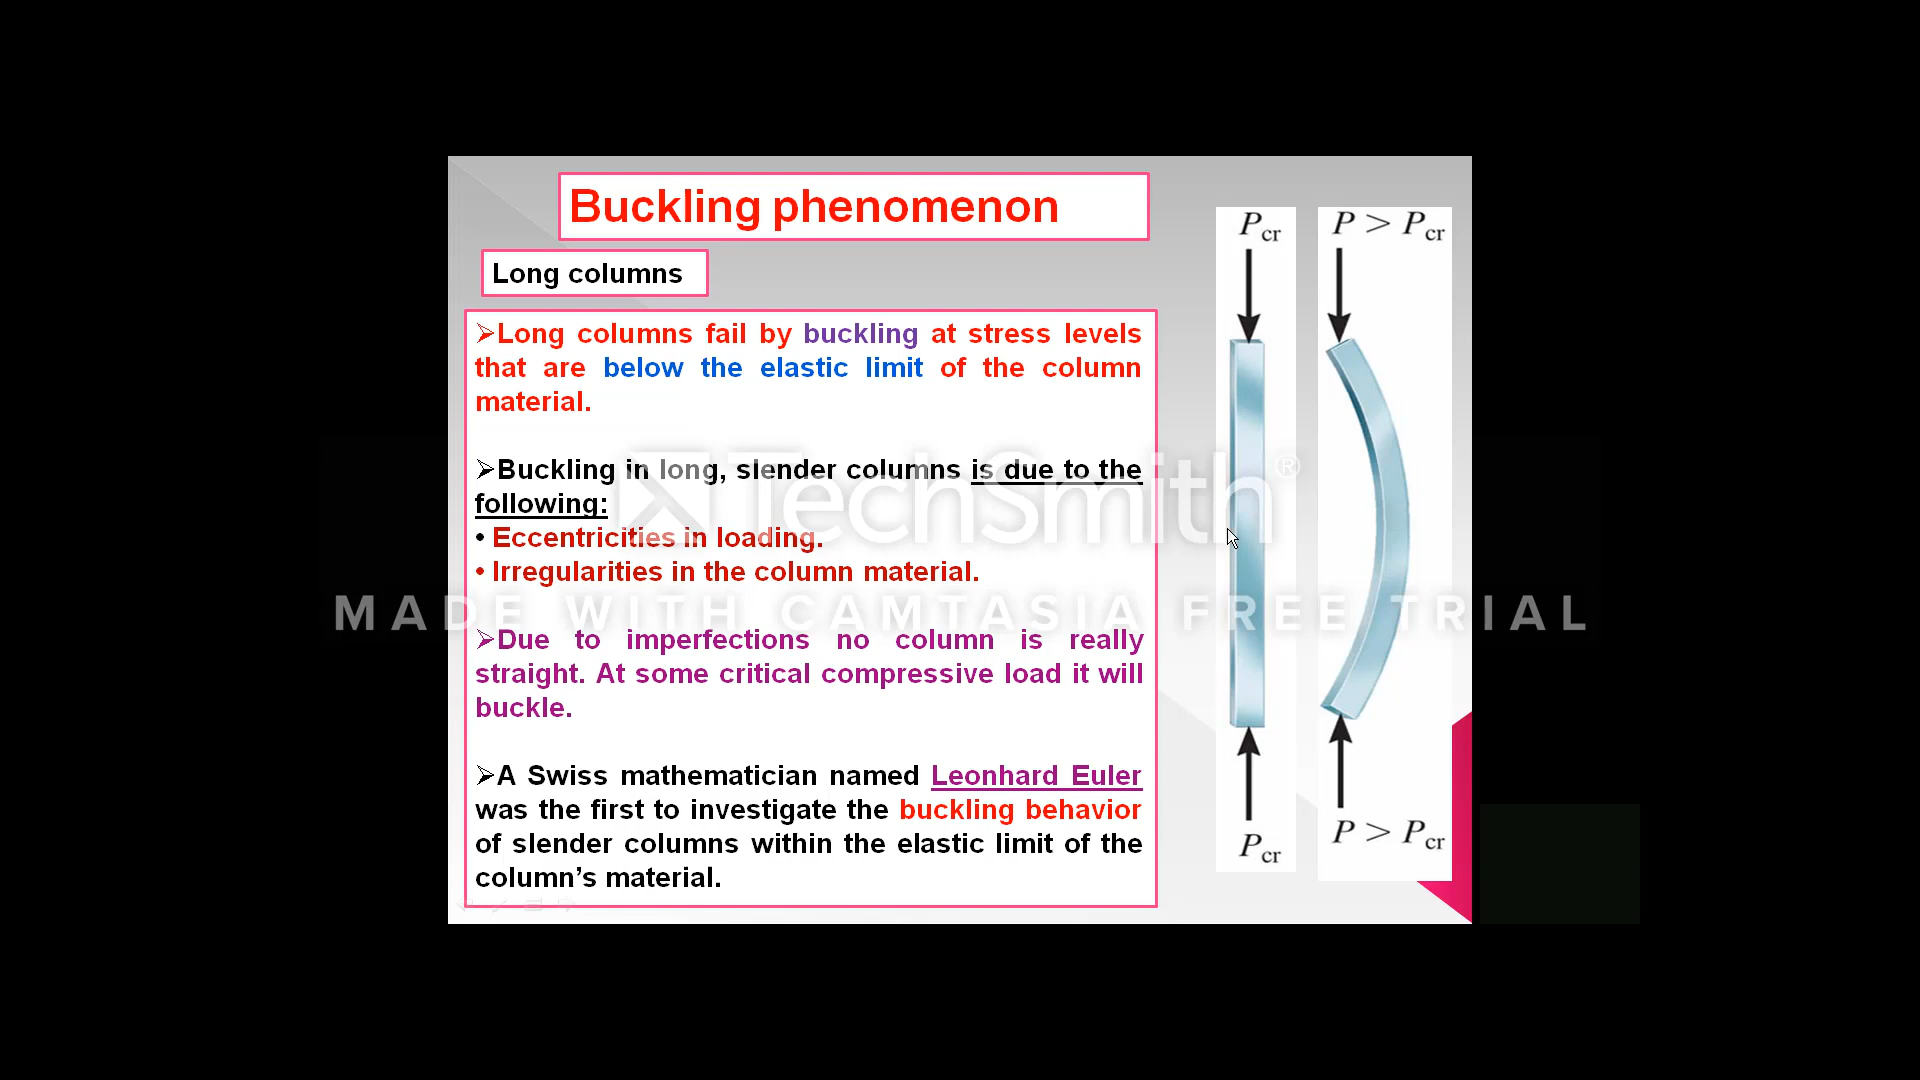 Buckling phenomenon
Long columns
➢Long columns fail by buckling at stress levels
that are below the elastic limit of the column
material.
➢Buckling in long, slender columns is due to the
following:
• Eccentricities in loading.
• Irregularities in the column material.
➢Due to imperfections no column is really
straight. At some critical compressive load it will
buckle.
➢A Swiss mathematician named Leonhard Euler
was the first to investigate the buckling behavior
of slender columns within the elastic limit of the
column’s material.
Pcr
P > Pcr
Pcr
P > Pcr
TechSmith®
MADE WITH CAMTASIA FREE TRIAL